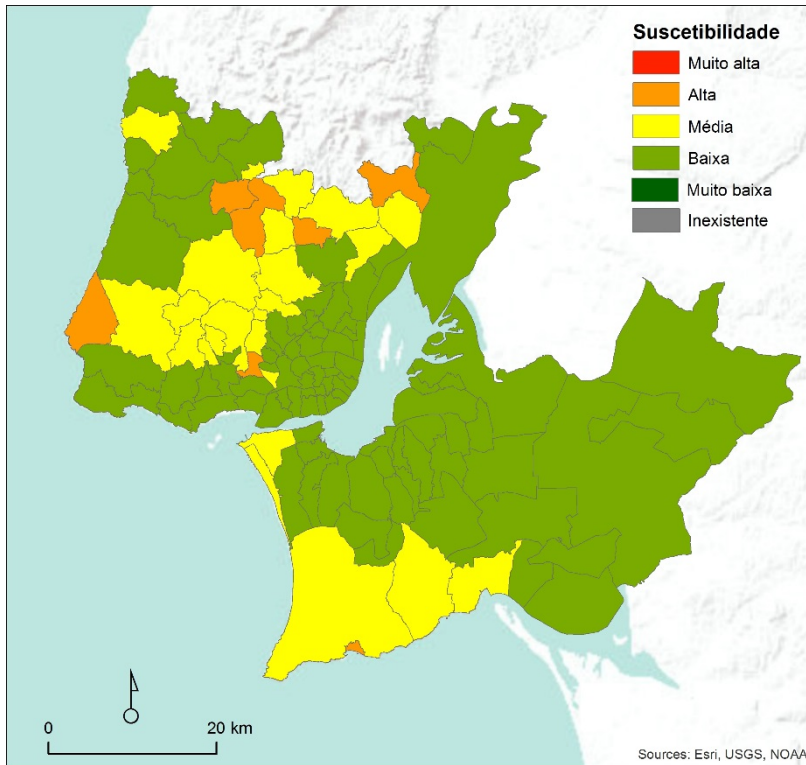 Suscetibilidade
Muito alta
Alta
Média
Baixa
Muito baixa
Inexistente
0 20 km
Sources: Esri, USGS, NOAA